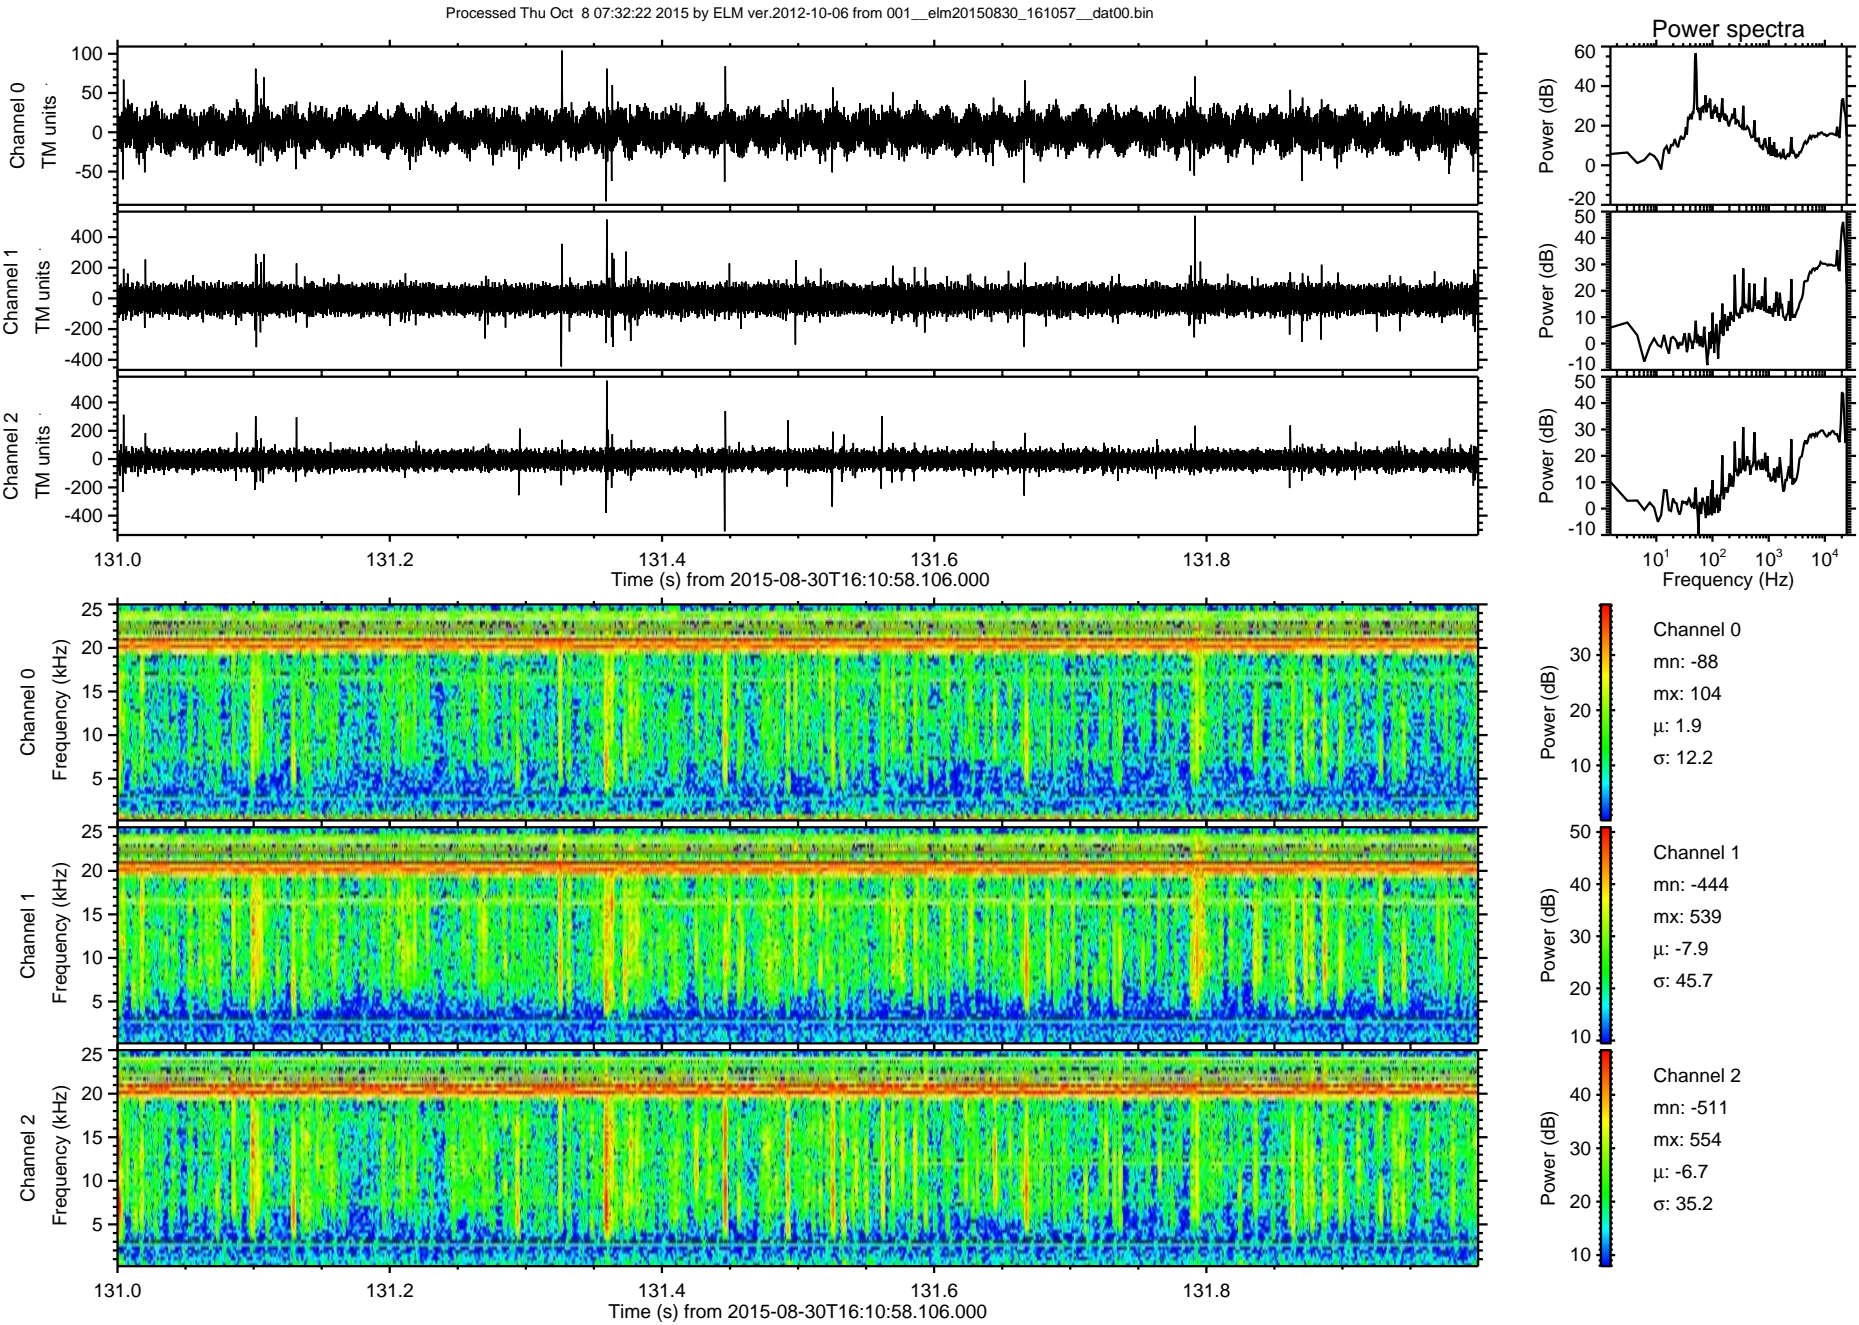 Processed Thu Oct 8 07:32:22 2015 by ELM ver.2012-10-06 from 001__elm20150830_161057__dat00.bin
Power spectra
Channel 0
TM units
100
50
0
-50
Power (dB)
60
40
20
0
-20
Channel 1
TM units
400
200
0
-200
-400
Power (dB)
50
40
30
20
10
0
-10
Channel 2
TM units
400
200
0
-200
-400
Power (dB)
50
40
30
20
10
0
-10
131.0 131.2 131.4 131.6 131.8
Time (s) from 2015-08-30T16:10:58.106.000
10^1 10^2 10^3 10^4
Frequency (Hz)
Channel 0
Frequency (kHz)
25
20
15
10
5
Power (dB)
30
20
10
Channel 0
mn: -88
mx: 104
μ: 1.9
σ: 12.2
Channel 1
Frequency (kHz)
25
20
15
10
5
Power (dB)
50
40
30
20
10
Channel 1
mn: -444
mx: 539
μ: -7.9
σ: 45.7
Channel 2
Frequency (kHz)
25
20
15
10
5
Power (dB)
40
30
20
10
Channel 2
mn: -511
mx: 554
μ: -6.7
σ: 35.2
131.0 131.2 131.4 131.6 131.8
Time (s) from 2015-08-30T16:10:58.106.000